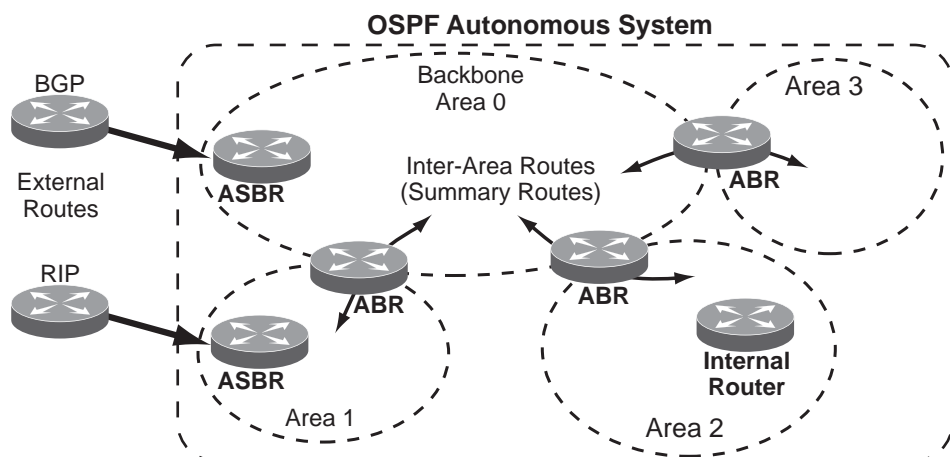 OSPF Autonomous System
BGP
Backbone
Area 0
Area 3
External
Routes
ASBR
Inter-Area Routes
(Summary Routes)
ABR
RIP
ABR
ABR
ASBR
Internal
Router
Area 1
Area 2